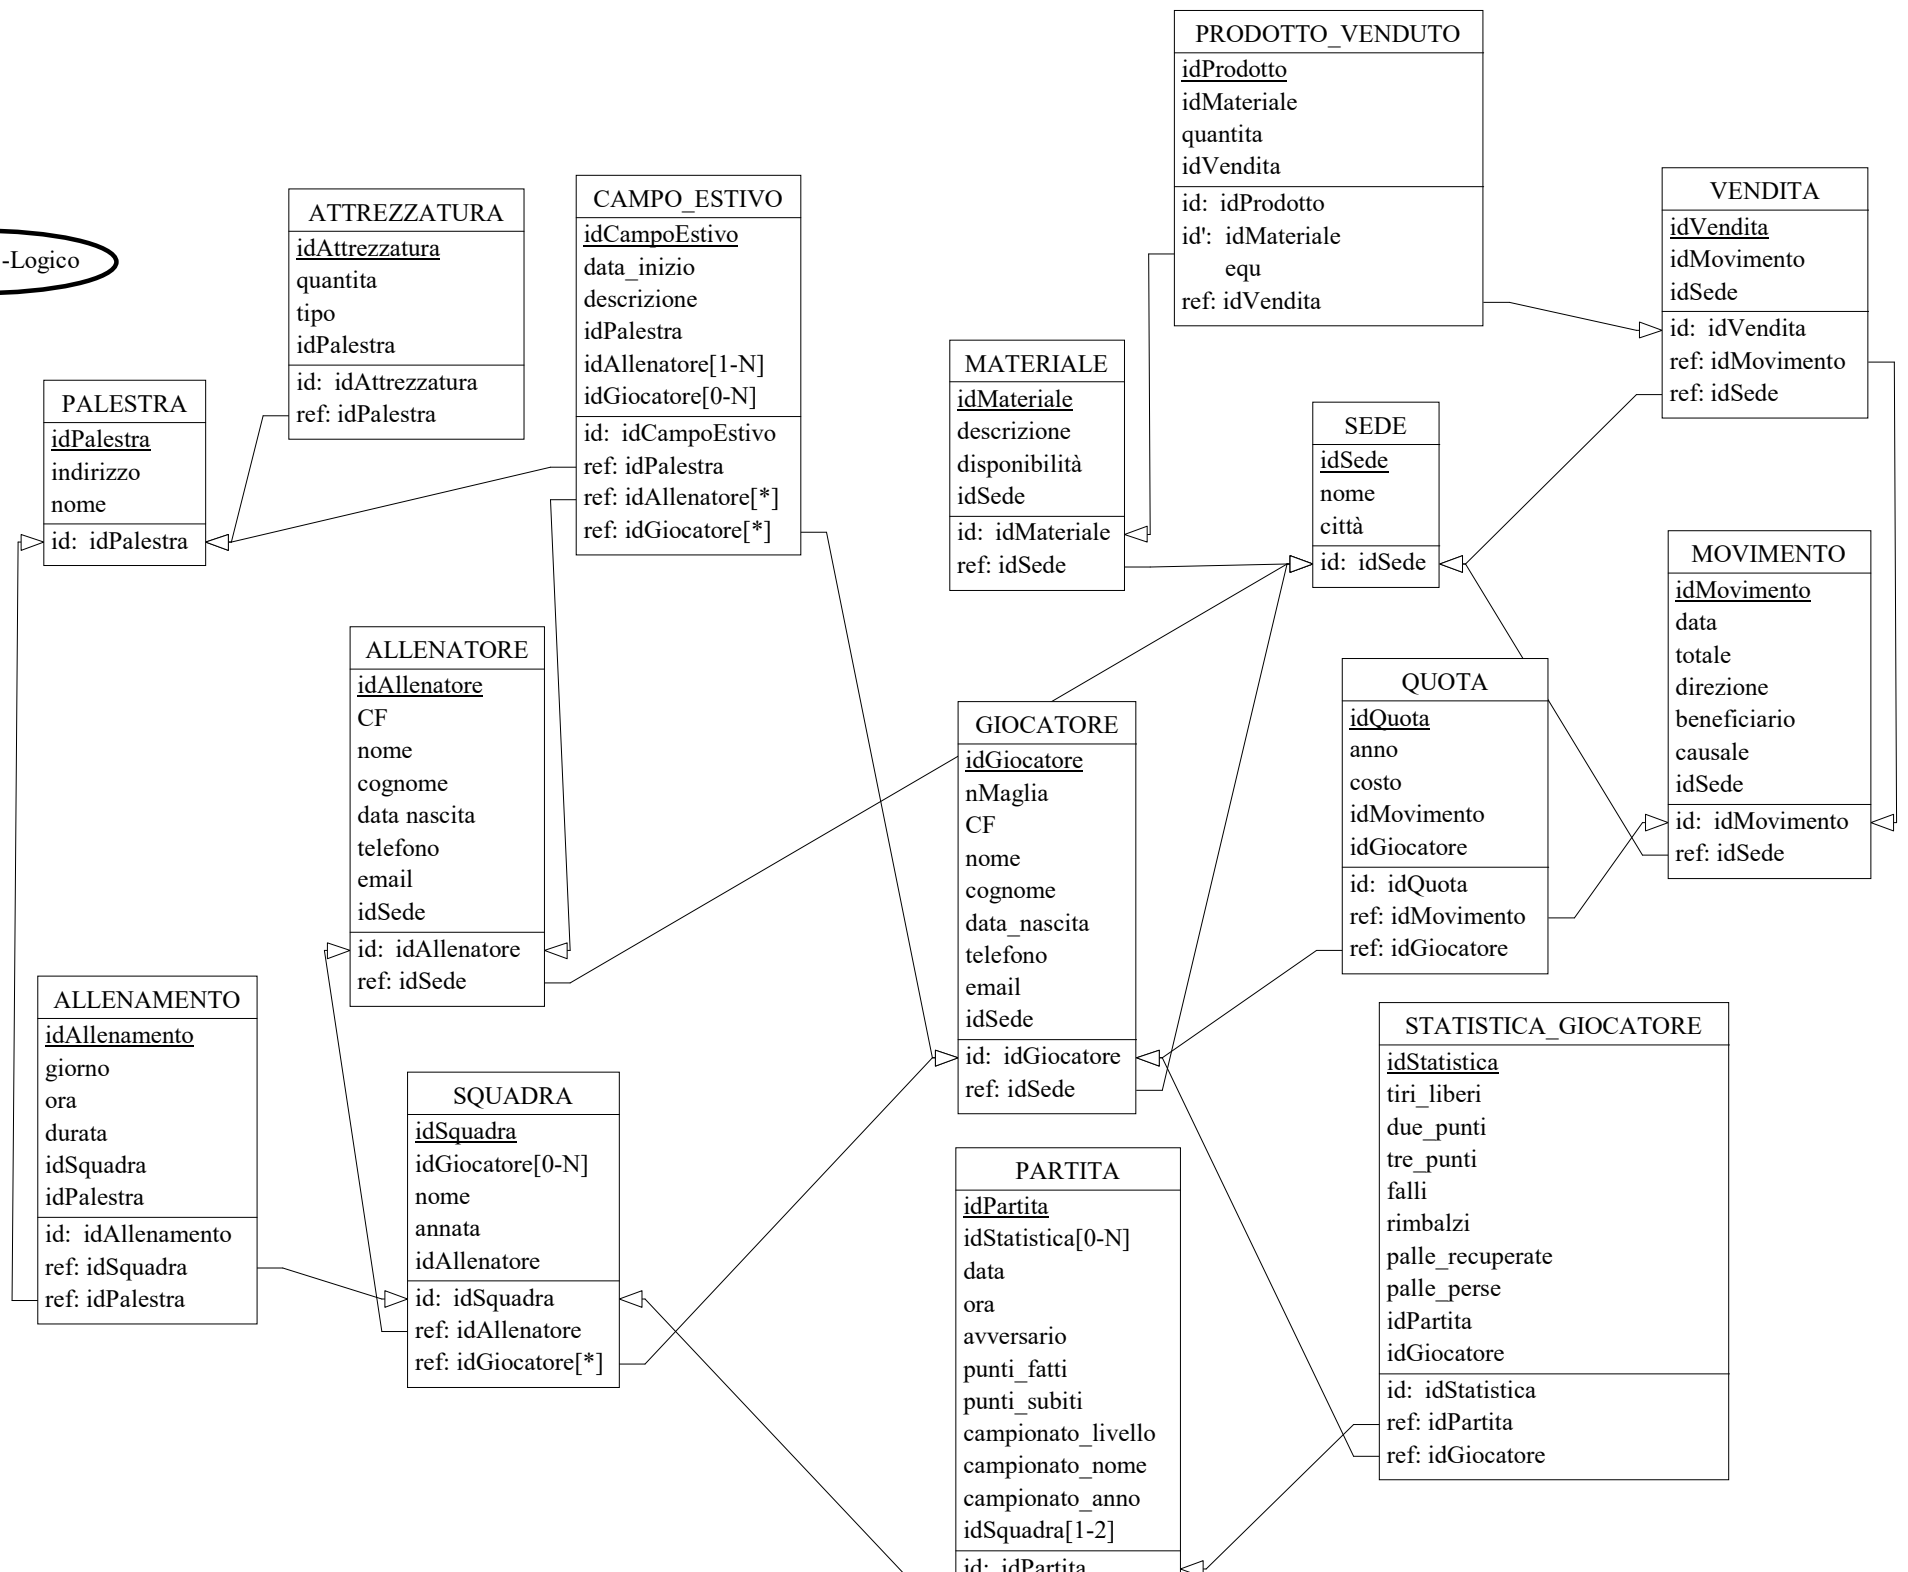 -Logico
PALESTRA
idPalestra
indirizzo
nome
id: idPalestra
ATTREZZATURA
idAttrezzatura
quantita
tipo
idPalestra
id: idAttrezzatura
ref: idPalestra
CAMPO_ESTIVO
idCampoEstivo
data_inizio
descrizione
idPalestra
idAllenatore[1-N]
idGiocatore[0-N]
id: idCampoEstivo
ref: idPalestra
ref: idAllenatore[*]
ref: idGiocatore[*]
PRODOTTO_VENDUTO
idProdotto
idMateriale
quantita
idVendita
id: idProdotto
id': idMateriale
equ
ref: idVendita
VENDITA
idVendita
idMovimento
idSede
id: idVendita
ref: idMovimento
ref: idSede
MATERIALE
idMateriale
descrizione
disponibilità
idSede
id: idMateriale
ref: idSede
SEDE
idSede
nome
città
id: idSede
MOVIMENTO
idMovimento
data
totale
direzione
beneficiario
causale
idSede
id: idMovimento
ref: idSede
ALLENATORE
idAllenatore
CF
nome
cognome
data nascita
telefono
email
idSede
id: idAllenatore
ref: idSede
GIOCATORE
idGiocatore
nMaglia
CF
nome
cognome
data_nascita
telefono
email
idSede
id: idGiocatore
ref: idSede
QUOTA
idQuota
anno
costo
idMovimento
idGiocatore
id: idQuota
ref: idMovimento
ref: idGiocatore
ALLENAMENTO
idAllenamento
giorno
ora
durata
idSquadra
idPalestra
id: idAllenamento
ref: idSquadra
ref: idPalestra
SQUADRA
idSquadra
idGiocatore[0-N]
nome
annata
idAllenatore
id: idSquadra
ref: idAllenatore
ref: idGiocatore[*]
PARTITA
idPartita
idStatistica[0-N]
data
ora
avversario
punti_fatti
punti_subiti
campionato_livello
campionato_nome
campionato_anno
idSquadra[1-2]
id: idPartita
STATISTICA_GIOCATORE
idStatistica
tiri_liberi
due_punti
tre_punti
falli
rimbalzi
palle_recuperate
palle_perse
idPartita
idGiocatore
id: idStatistica
ref: idPartita
ref: idGiocatore